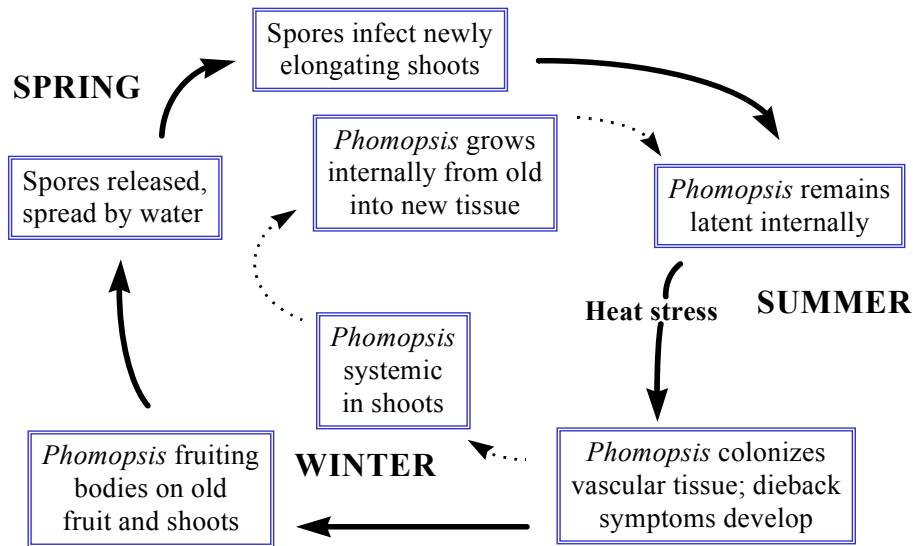 Spores infect newly
elongating shoots
SPRING
Phomopsis grows
internally from old
into new tissue
Spores released,
spread by water
Phomopsis remains
latent internally
Heat stress
SUMMER
Phomopsis
systemic
in shoots
Phomopsis fruiting
bodies on old
fruit and shoots
WINTER
Phomopsis colonizes
vascular tissue; dieback
symptoms develop